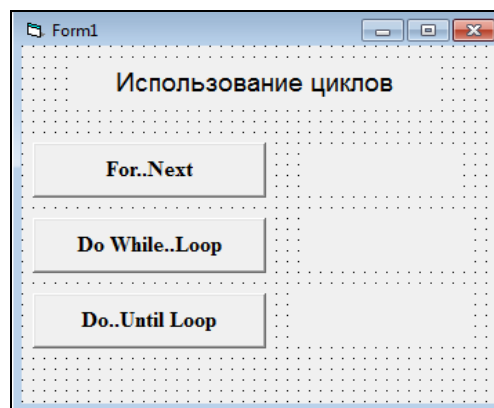 Form1
Использование циклов
For..Next
Do While..Loop
Do..Until Loop